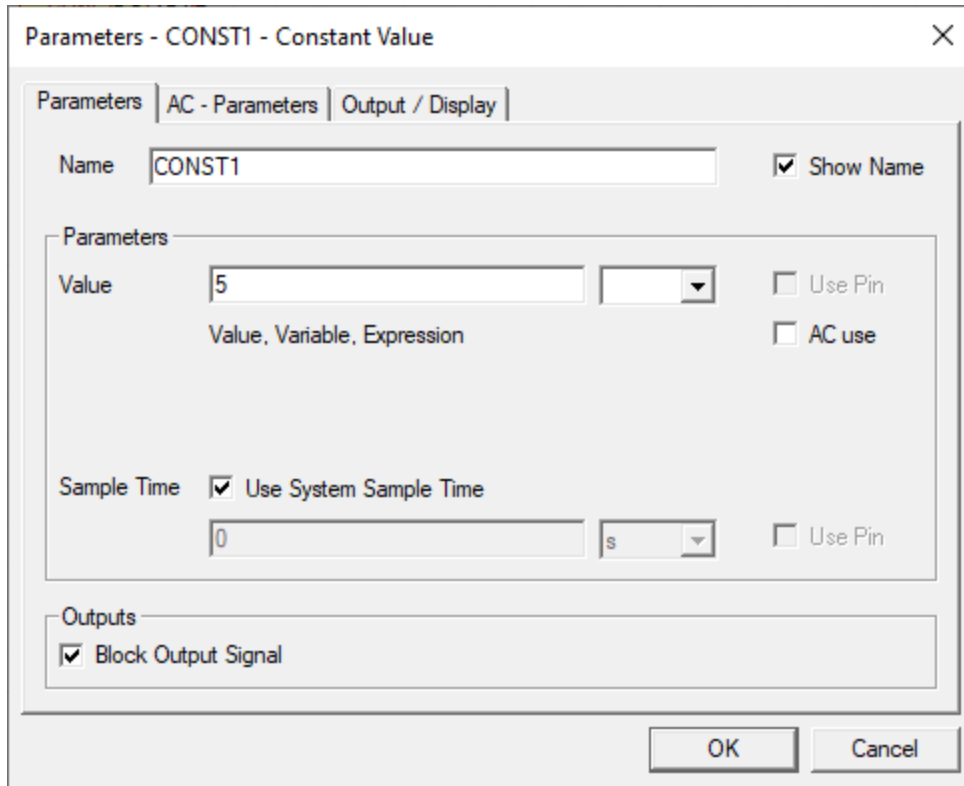 Parameters - CONST1 - Constant Value
Parameters AC - Parameters Output / Display
Name CONST1 Show Name
Parameters
Value 5 Use Pin
Value, Variable, Expression AC use
Sample Time Use System Sample Time
0 s Use Pin
Outputs
Block Output Signal
OK Cancel